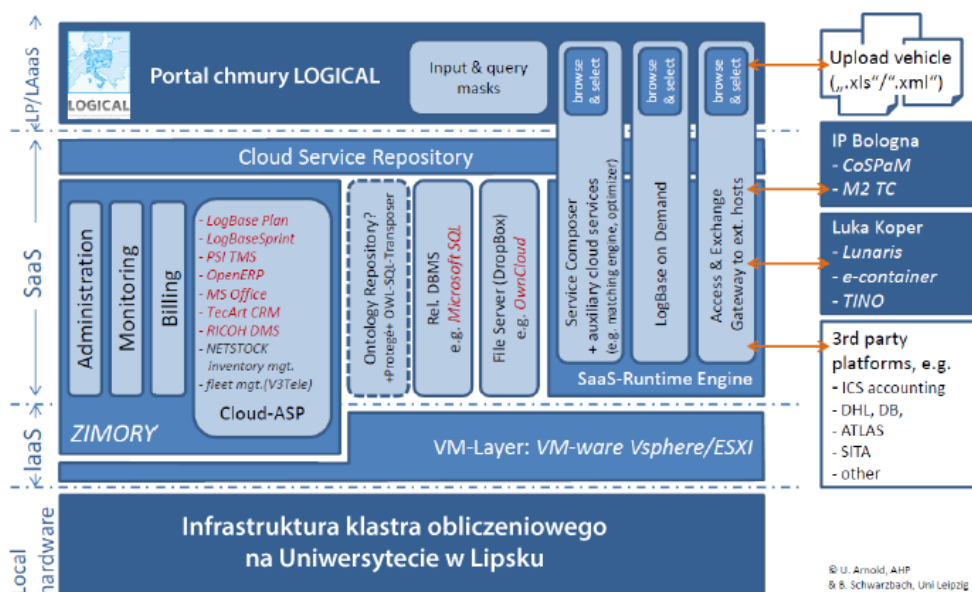 LP/LAaaS
LOGICAL
Portal chmury LOGICAL
Input & query
masks
browse
& select
browse
& select
browse
& select
Upload vehicle
(„.xls“/“.xml“)
SaaS
Cloud Service Repository
Administration
Monitoring
Billing
- LogBase Plan
- LogBaseSprint
- PSI TMS
- OpenERP
- MS Office
- TecArt CRM
- RICOH DMS
- NETSTOCK
inventory mgt.
- fleet mgt.(V3Tele)
Cloud-ASP
ZIMORY
Ontology Repository?
+Protegé+ OWL-SQL-Transposer
Rel. DBMS
e.g. Microsoft SQL
File Server (DropBox)
e.g. OwnCloud
Service Composer
+ auxiliary cloud services
(e.g. matching engine, optimizer)
LogBase on Demand
Access & Exchange
Gateway to ext. hosts
SaaS-Runtime Engine
IP Bologna
- CoSPaM
- M2 TC
Luka Koper
- Lunaris
- e-container
- TINO
3rd party
platforms, e.g.
- ICS accounting
- DHL, DB,
- ATLAS
- SITA
- other
IaaS
VM-Layer: VM-ware Vsphere/ESXI
Local
hardware
Infrastruktura klastra obliczeniowego
na Uniwersytecie w Lipsku
© U. Arnold, AHP
& B. Schwarzbach, Uni Leipzig